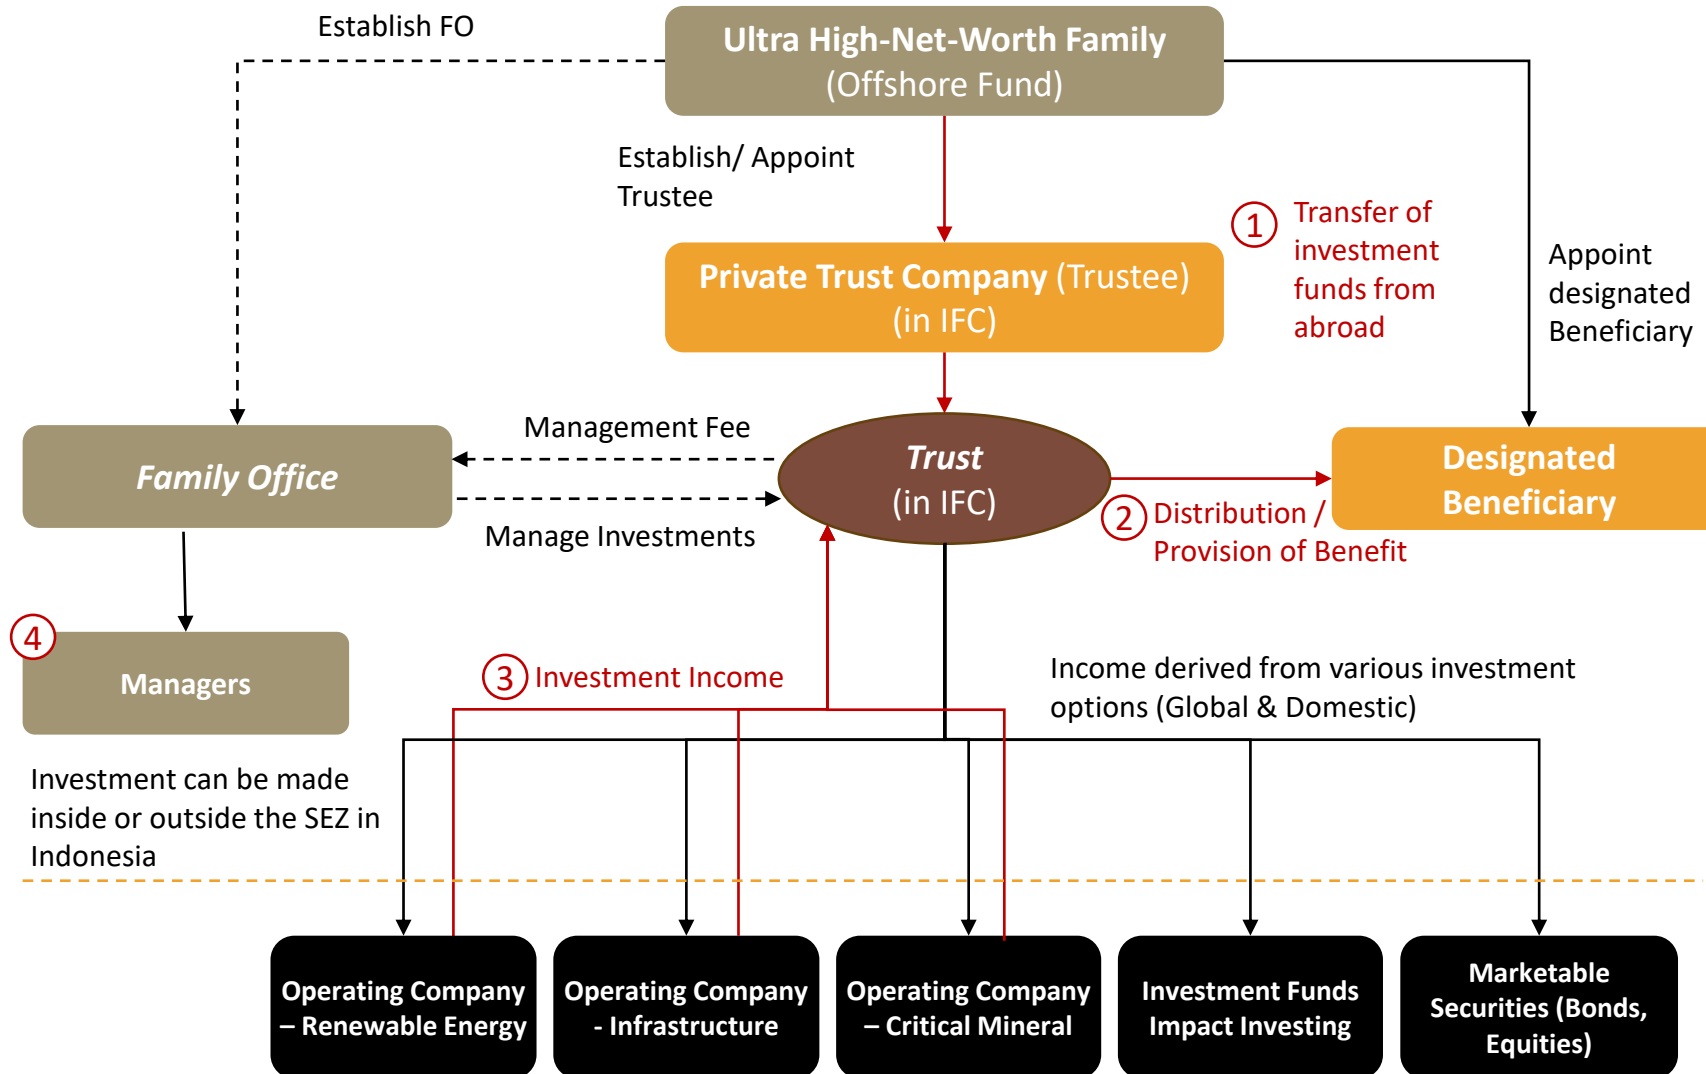 Establish FO
Ultra High-Net-Worth Family
(Offshore Fund)
Establish/ Appoint
Trustee
1
Transfer of
investment
funds from
abroad
Appoint
designated
Beneficiary
Private Trust Company (Trustee)
(in IFC)
Management Fee
Family Office
Trust
(in IFC)
Designated
Beneficiary
Manage Investments
2
Distribution /
Provision of Benefit
4
Managers
3
Investment Income
Income derived from various investment
options (Global & Domestic)
Investment can be made
inside or outside the SEZ in
Indonesia
Operating Company
– Renewable Energy
Operating Company
- Infrastructure
Operating Company
– Critical Mineral
Investment Funds
Impact Investing
Marketable
Securities (Bonds,
Equities)